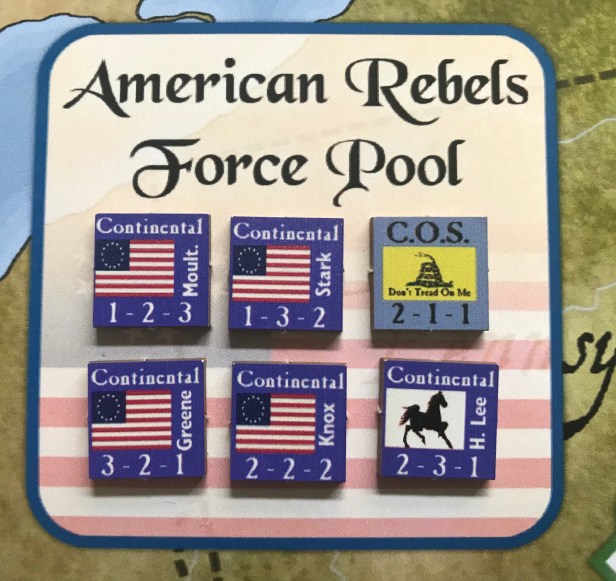 American Rebels
Force Pool
Continental
Moult.
1 - 2 - 3
Continental
Stark
1 - 3 - 2
C.O.S.
Don't Tread On Me
2 - 1 - 1
Continental
Greene
3 - 2 - 1
Continental
Knox
2 - 2 - 2
Continental
H. Lee
2 - 3 - 1
sy